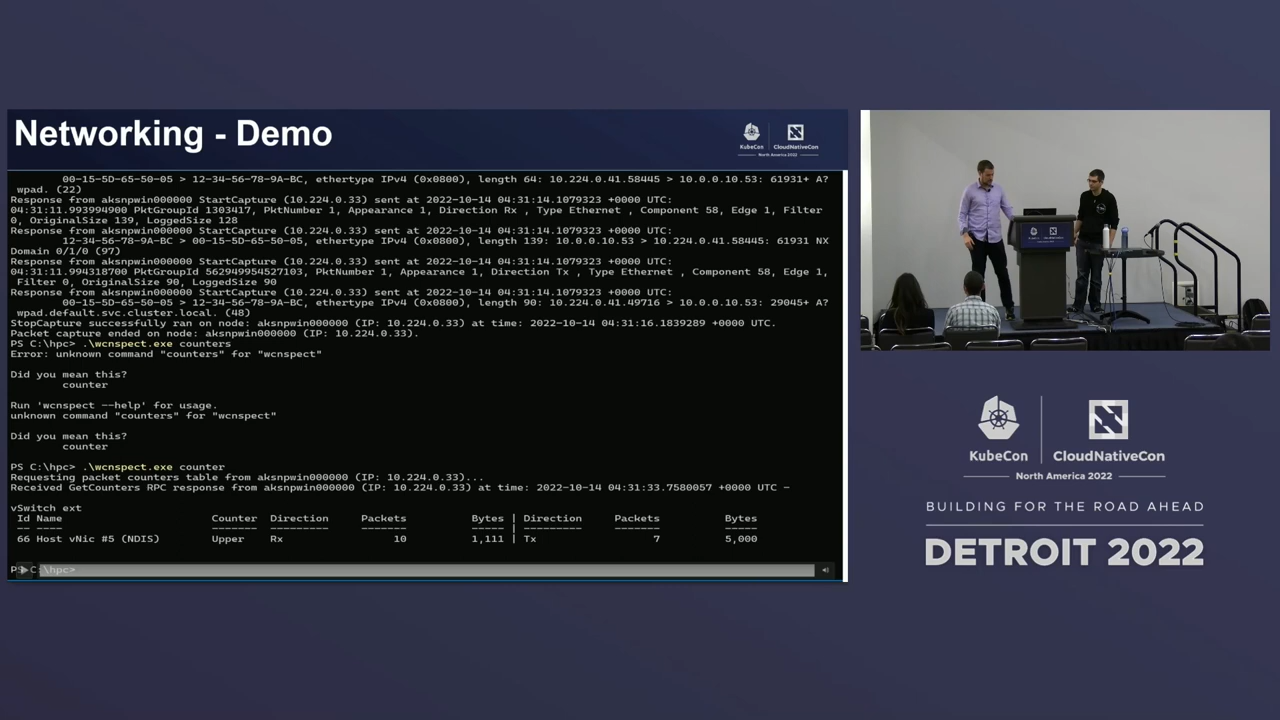 Networking - Demo
KubeCon
CloudNativeCon
North America 2022
00-15-5D-65-50-05 > 12-34-56-78-9A-BC, ethertype IPv4 (0x0800), length 64: 10.224.0.41.58445 > 10.0.0.10.53: 61931+ A?
wpad. (22)
Response from aksnpwin000000 StartCapture (10.224.0.33) sent at 2022-10-14 04:31:14.1079323 +0000 UTC:
04:31:11.993994900 PktGroupId 1303417, PktNumber 1, Appearance 1, Direction Rx , Type Ethernet , Component 58, Edge 1, Filter
0, OriginalSize 139, LoggedSize 128
Response from aksnpwin000000 StartCapture (10.224.0.33) sent at 2022-10-14 04:31:14.1079323 +0000 UTC:
12-34-56-78-9A-BC > 00-15-5D-65-50-05, ethertype IPv4 (0x0800), length 139: 10.0.0.10.53 > 10.224.0.41.58445: 61931 NX
Domain 0/1/0 (97)
Response from aksnpwin000000 StartCapture (10.224.0.33) sent at 2022-10-14 04:31:14.1079323 +0000 UTC:
04:31:11.994318700 PktGroupId 562949954527103, PktNumber 1, Appearance 1, Direction Tx , Type Ethernet , Component 58, Edge 1,
Filter 0, OriginalSize 90, LoggedSize 90
Response from aksnpwin000000 StartCapture (10.224.0.33) sent at 2022-10-14 04:31:14.1079323 +0000 UTC:
00-15-5D-65-50-05 > 12-34-56-78-9A-BC, ethertype IPv4 (0x0800), length 90: 10.224.0.41.49716 > 10.0.0.10.53: 29045+ A?
wpad.default.svc.cluster.local. (48)
StopCapture successfully ran on node: aksnpwin000000 (IP: 10.224.0.33) at time: 2022-10-14 04:31:16.1839289 +0000 UTC.
Packet capture ended on node: aksnpwin000000 (IP: 10.224.0.33).
PS C:\hpc> .\wcnspect.exe counters
Error: unknown command "counters" for "wcnspect"
Did you mean this?
counter
Run 'wcnspect --help' for usage.
unknown command "counters" for "wcnspect"
Did you mean this?
counter
PS C:\hpc> .\wcnspect.exe counter
Requesting packet counters table from aksnpwin000000 (IP: 10.224.0.33)...
Received GetCounters RPC response from aksnpwin000000 (IP: 10.224.0.33) at time: 2022-10-14 04:31:33.7580057 +0000 UTC -
vSwitch ext
Id Name Counter Direction Packets Bytes | Direction Packets Bytes
-- ---- ------- --------- ------- ----- | --------- ------- -----
66 Host vNic #5 (NDIS) Upper Rx 10 1,111 | Tx 7 5,000
PS C:\hpc>
KubeCon
CloudNativeCon
North America 2022
BUILDING FOR THE ROAD AHEAD
DETROIT 2022